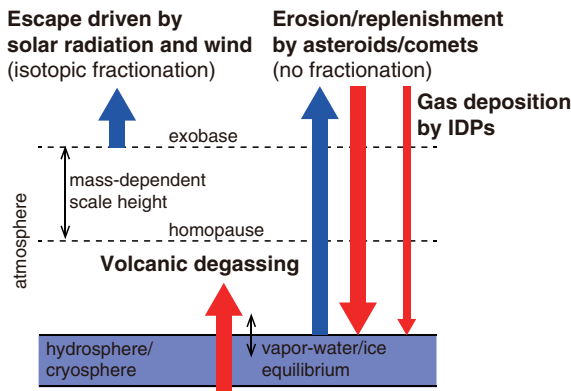 Escape driven by
solar radiation and wind
(isotopic fractionation)
Erosion/replenishment
by asteroids/comets
(no fractionation)
Gas deposition
by IDPs
exobase
mass-dependent
scale height
atmosphere
homopause
Volcanic degassing
hydrosphere/
cryosphere
vapor-water/ice
equilibrium